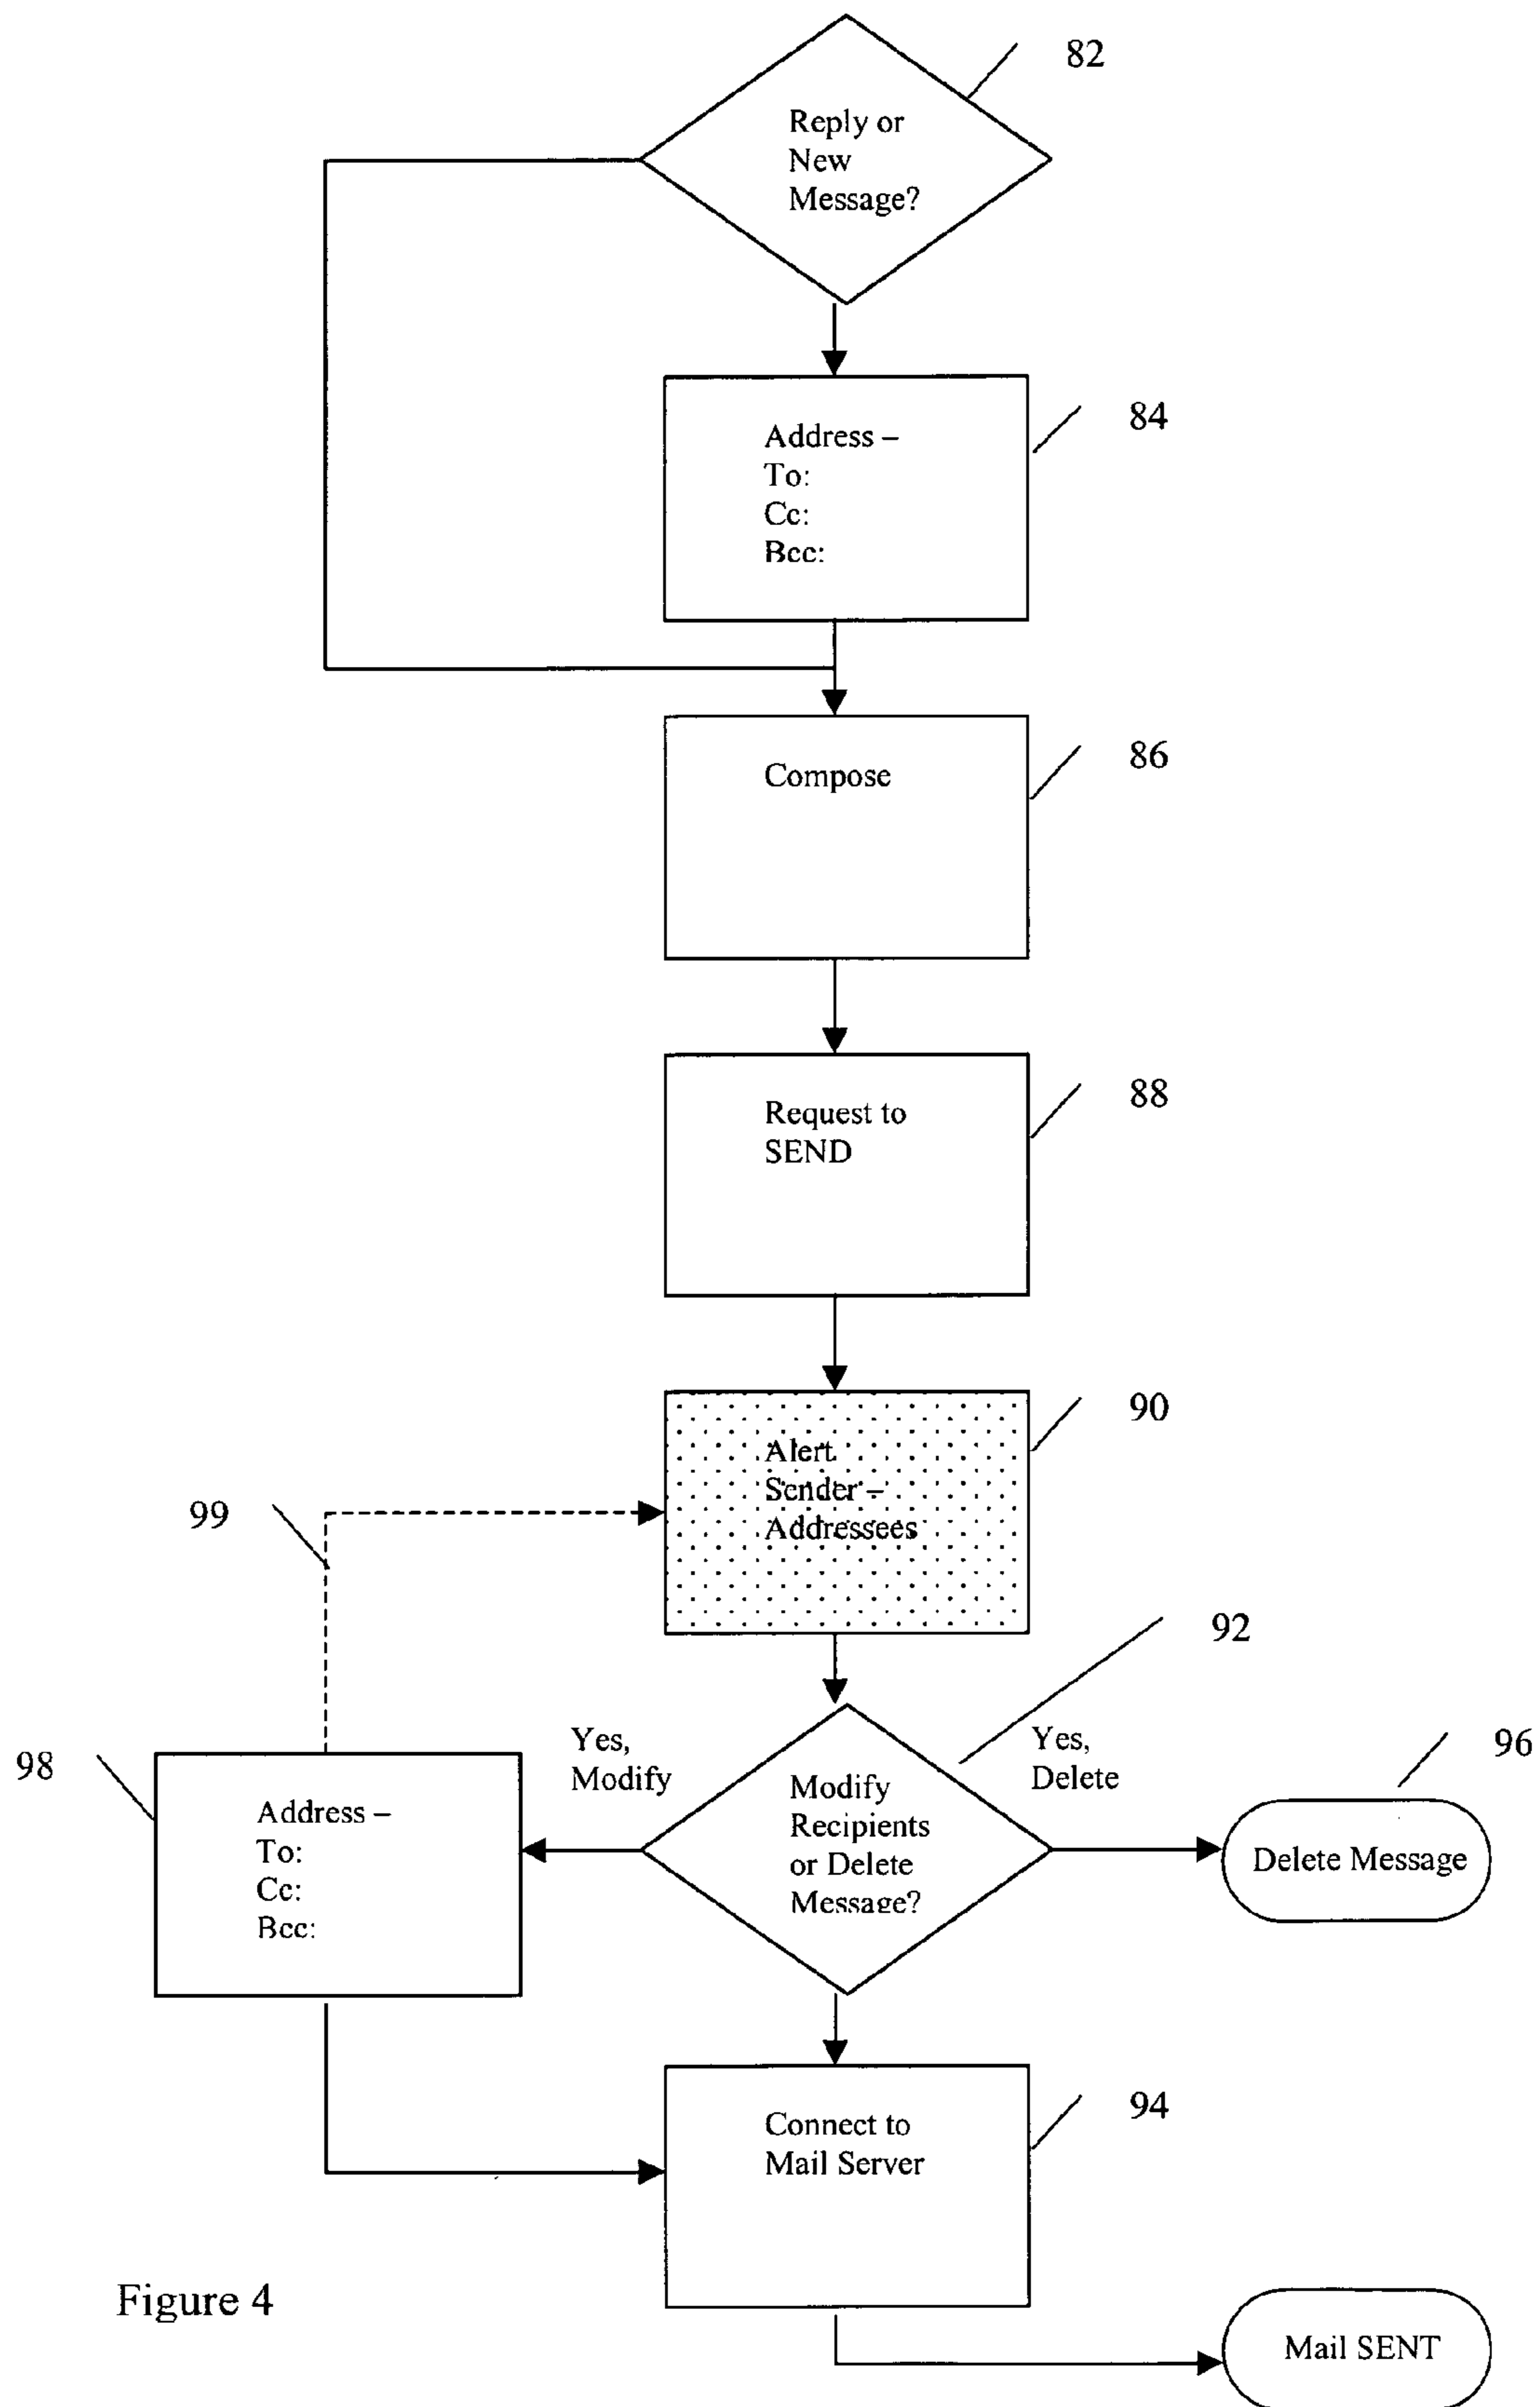 82
Reply or
New
Message?
84
Address –
To:
Cc:
Bcc:
86
Compose
88
Request to
SEND
90
Alert
Sender –
Addressees
99
92
Yes,
Modify
Yes,
Delete
96
98
Modify
Recipients
or Delete
Message?
Delete Message
Address –
To:
Cc:
Bcc:
94
Connect to
Mail Server
Figure 4
Mail SENT